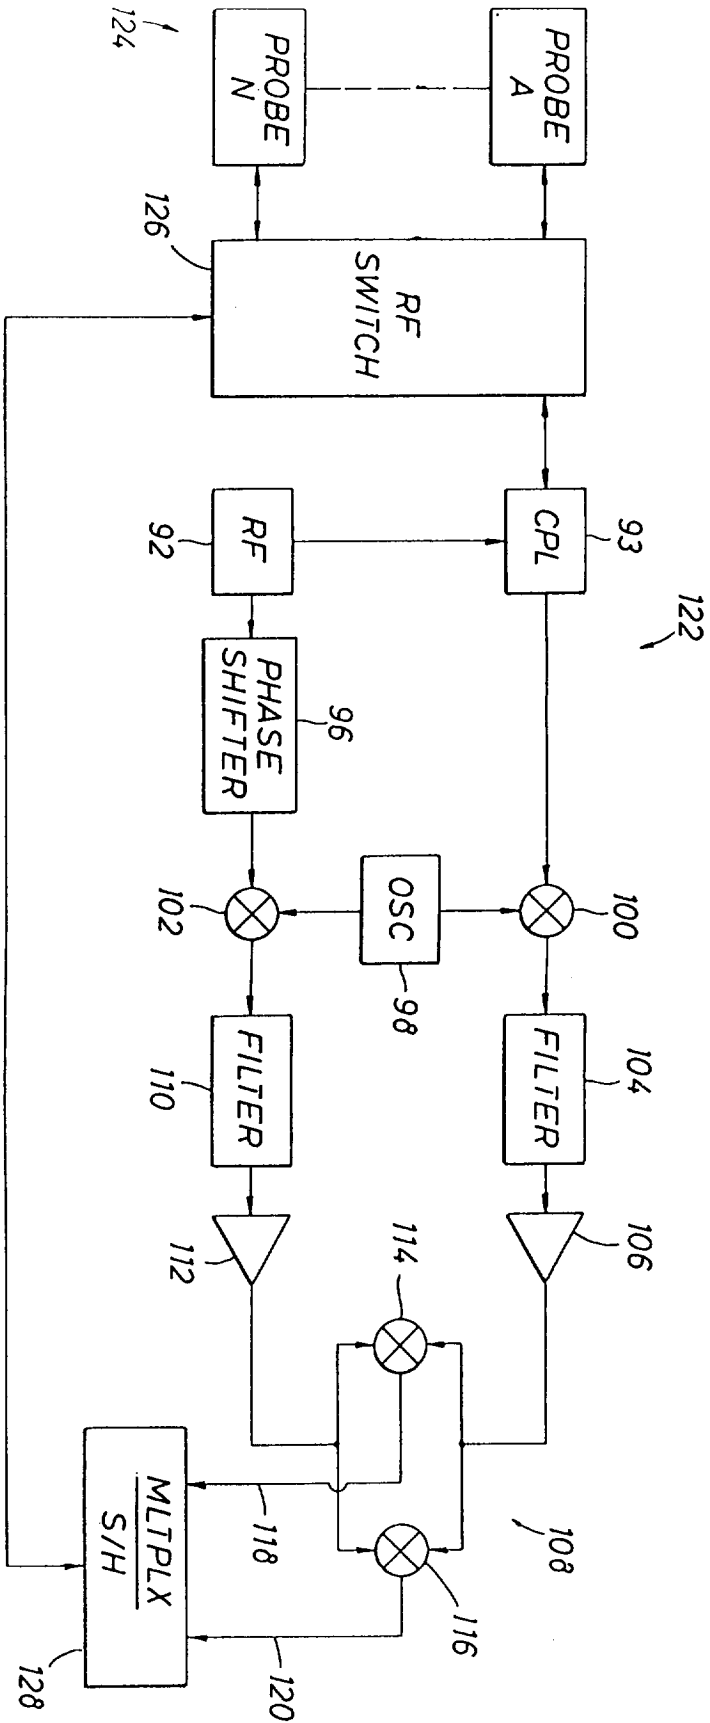 122
93
100
104
106
PROBE
A
CPL
FILTER
108
116
114
RF
SWITCH
OSC
98
96
PROBE
N
RF
PHASE
SHIFTER
FILTER
118
120
112
124
126
92
102
110
MLTPLX
S/H
128